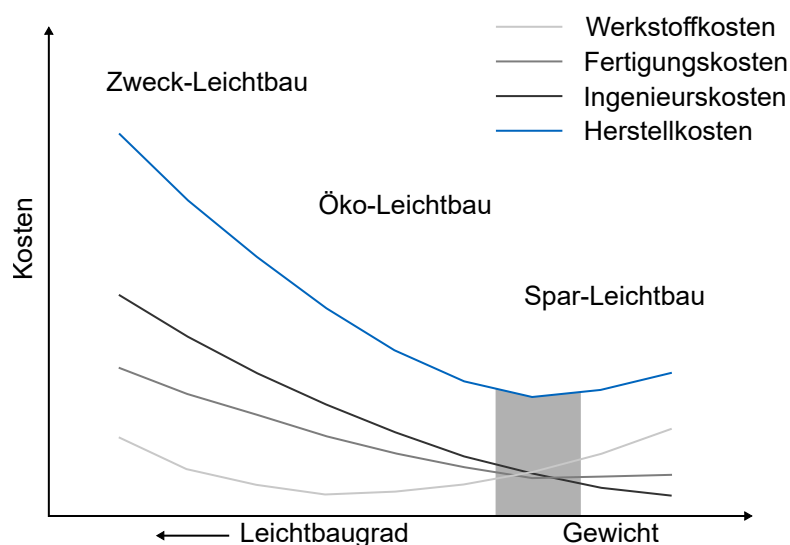 Werkstoffkosten
Fertigungskosten
Ingenieurskosten
Herstellkosten
Zweck-Leichtbau
Öko-Leichtbau
Spar-Leichtbau
Kosten
Leichtbaugrad
Gewicht